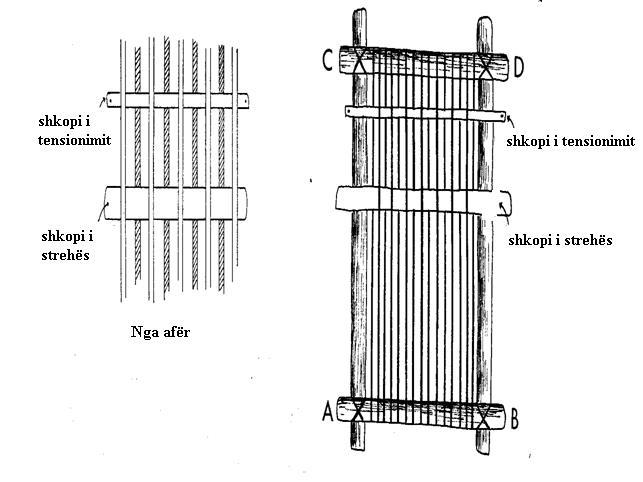 shkopi i
tensionimit
shkopi i
strehës
Nga afër
C
D
shkopi i tensionimit
shkopi i strehës
A
B